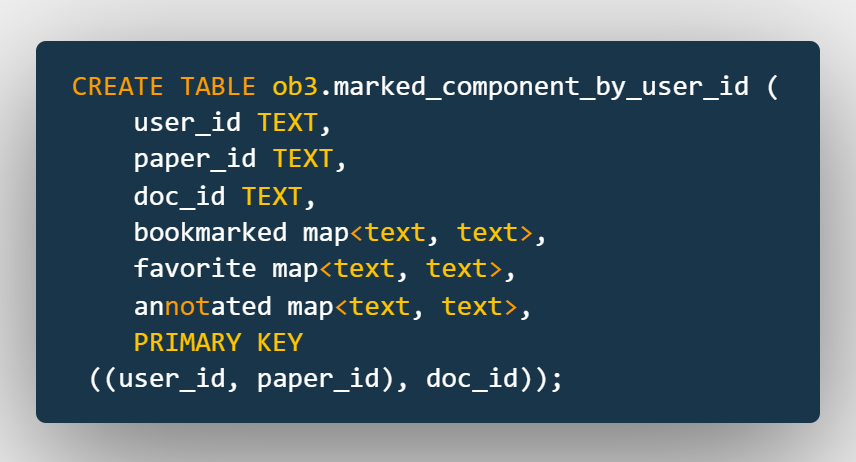 CREATE TABLE ob3.marked_component_by_user_id (
    user_id TEXT,
    paper_id TEXT,
    doc_id TEXT,
    bookmarked map<text, text>,
    favorite map<text, text>,
    annotated map<text, text>,
    PRIMARY KEY
 ((user_id, paper_id), doc_id));